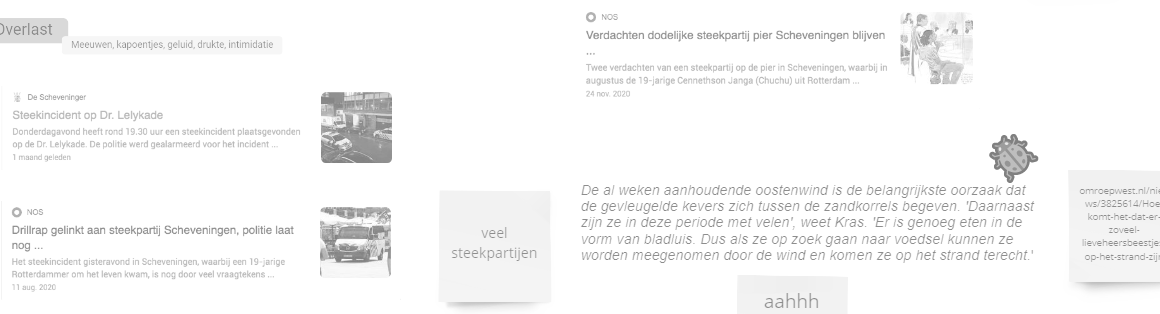 Overlast
Meeuwen, kapoentjes, geluid, drukte, intimidatie
De Scheveninger
Steekincident op Dr. Lelykade
Donderdagavond heeft rond 19.30 uur een steekincident plaatsgevonden
op de Dr. Lelykade. De politie werd gealarmeerd voor het incident ...
1 maand geleden
NOS
Drillrap gelinkt aan steekpartij Scheveningen, politie laat
nog ...
Het steekincident gisteravond in Scheveningen, waarbij een 19-jarige
Rotterdammer om het leven kwam, is nog door veel vraagtekens ...
11 aug. 2020
veel
steekpartijen
NOS
Verdachten dodelijke steekpartij pier Scheveningen blijven
...
Twee verdachten van een steekpartij op de pier in Scheveningen, waarbij in
augustus de 19-jarige Cennethson Janga (Chuchu) uit Rotterdam ...
24 nov. 2020
De al weken aanhoudende oostenwind is de belangrijkste oorzaak dat
de gevleugelde kevers zich tussen de zandkorrels begeven. 'Daarnaast
zijn ze in deze periode met velen', weet Kras. 'Er is genoeg eten in de
vorm van bladluis. Dus als ze op zoek gaan naar voedsel kunnen ze
worden meegenomen door de wind en komen ze op het strand terecht.'
aahhh
omroepwest.nl/nie
ws/3825614/Hoe
komt-het-dat-er-
zoveel-
lieveheersbeestje
op-het-strand-zijn